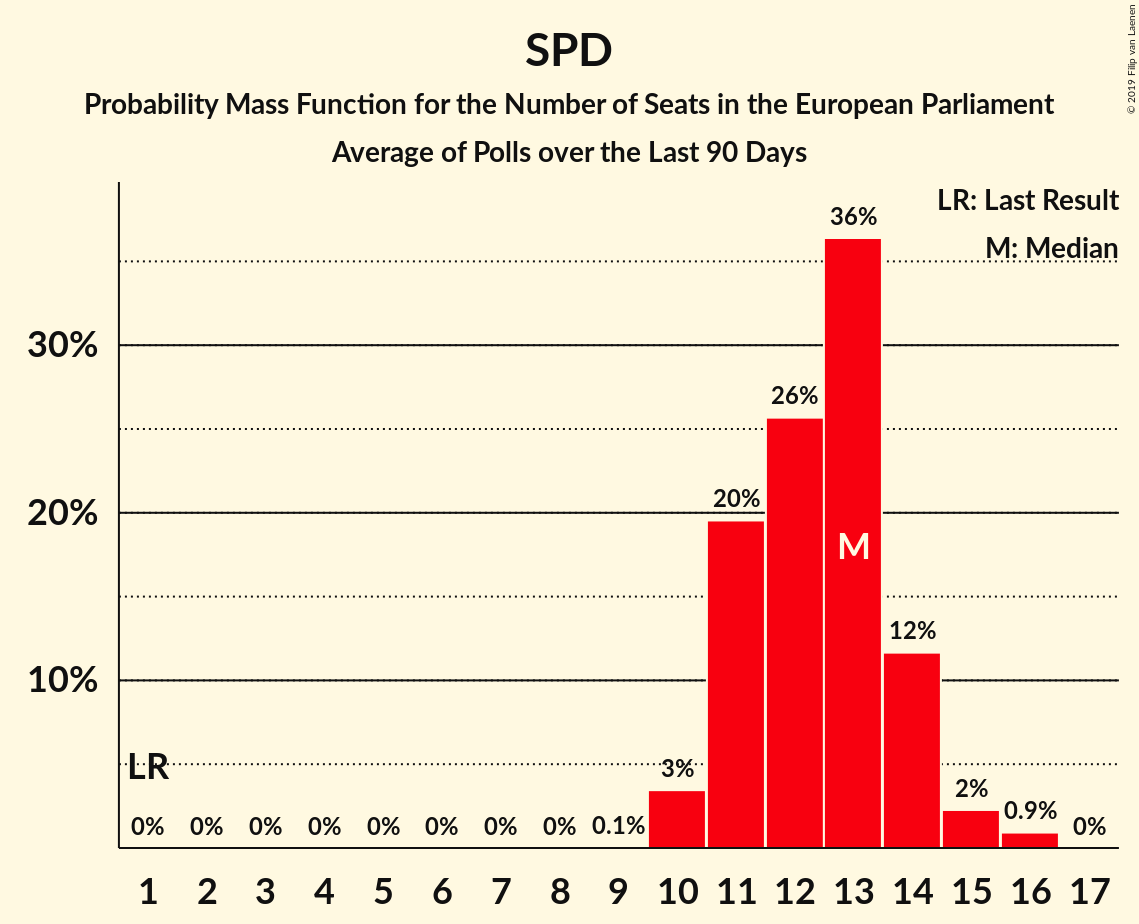 SPD
Probability Mass Function for the Number of Seats in the European Parliament
Average of Polls over the Last 90 Days
© 2019 Filip van Laenen
LR: Last Result
M: Median
36%
30%
26%
20%
20%
M
12%
10%
LR
3%
2%
0.9%
0% 0% 0% 0% 0% 0% 0% 0% 0.1% 0%
1 2 3 4 5 6 7 8 9 10 11 12 13 14 15 16 17